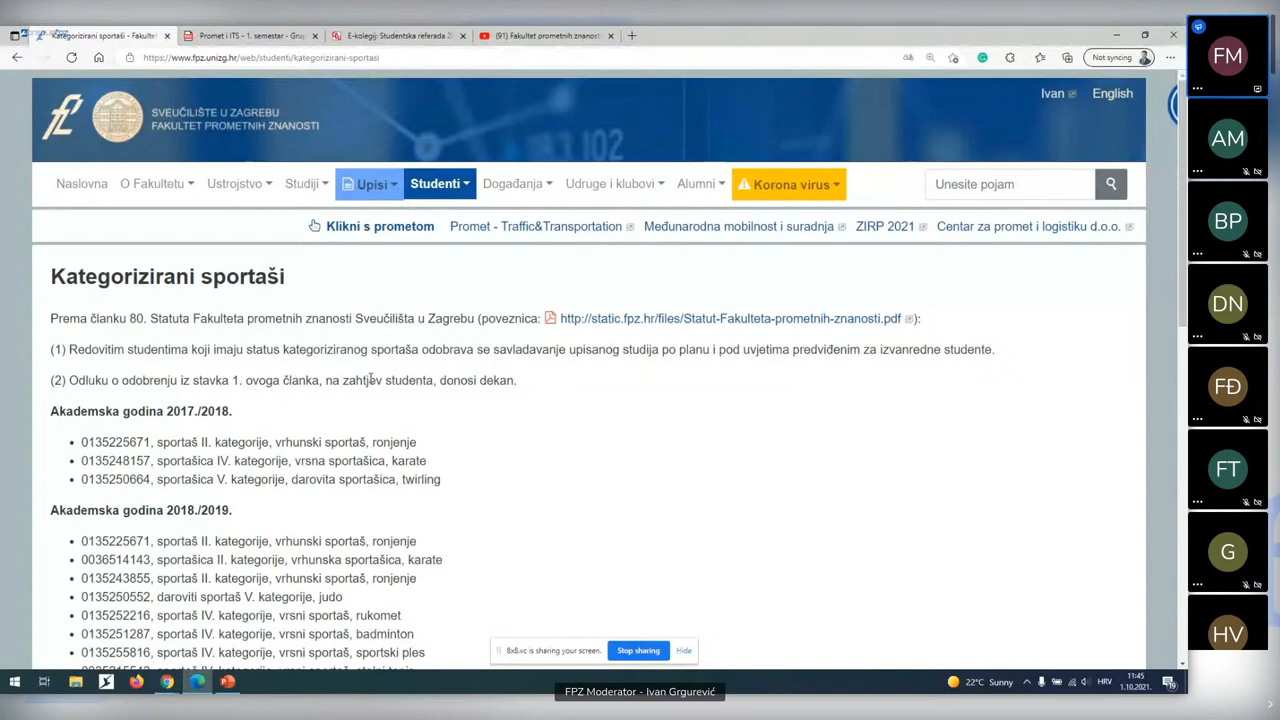 Kategorizirani sportaši - Fakultet
Promet i ITS - 1. semestar - Grup
E-kolegij: Studentska referada 20
(91) Fakultet prometnih znanosti
https://www.fpz.unizg.hr/web/studenti/kategorizirani-sportasi
Not syncing
SVEUČILIŠTE U ZAGREBU
FAKULTET PROMETNIH ZNANOSTI
Ivan
English
Naslovna
O Fakultetu
Ustrojstvo
Studiji
Upisi
Studenti
Događanja
Udruge i klubovi
Alumni
Korona virus
Unesite pojam
Klikni s prometom
Promet - Traffic&Transportation
Međunarodna mobilnost i suradnja
ZIRP 2021
Centar za promet i logistiku d.o.o.
Kategorizirani sportaši
Prema članku 80. Statuta Fakulteta prometnih znanosti Sveučilišta u Zagrebu (poveznica: http://static.fpz.hr/files/Statut-Fakulteta-prometnih-znanosti.pdf ):
(1) Redovitim studentima koji imaju status kategoriziranog sportaša odobrava se savladavanje upisanog studija po planu i pod uvjetima predviđenim za izvanredne studente.
(2) Odluku o odobrenju iz stavka 1. ovoga članka, na zahtjev studenta, donosi dekan.
Akademska godina 2017./2018.
• 0135225671, sportaš II. kategorije, vrhunski sportaš, ronjenje
• 0135248157, sportašica IV. kategorije, vrsna sportašica, karate
• 0135250664, sportašica V. kategorije, darovita sportašica, twirling
Akademska godina 2018./2019.
• 0135225671, sportaš II. kategorije, vrhunski sportaš, ronjenje
• 0036514143, sportašica II. kategorije, vrhunska sportašica, karate
• 0135243855, sportaš II. kategorije, vrhunski sportaš, ronjenje
• 0135250552, daroviti sportaš V. kategorije, judo
• 0135252216, sportaš IV. kategorije, vrsni sportaš, rukomet
• 0135251287, sportaš IV. kategorije, vrsni sportaš, badminton
• 0135255816, sportaš IV. kategorije, vrsni sportaš, sportski ples
8x8.vc is sharing your screen.
Stop sharing
Hide
22°C Sunny
HRV
11:45
1.10.2021.
19
FPZ Moderator - Ivan Grgurević
FM
AM
BP
DN
FĐ
FT
G
HV
102